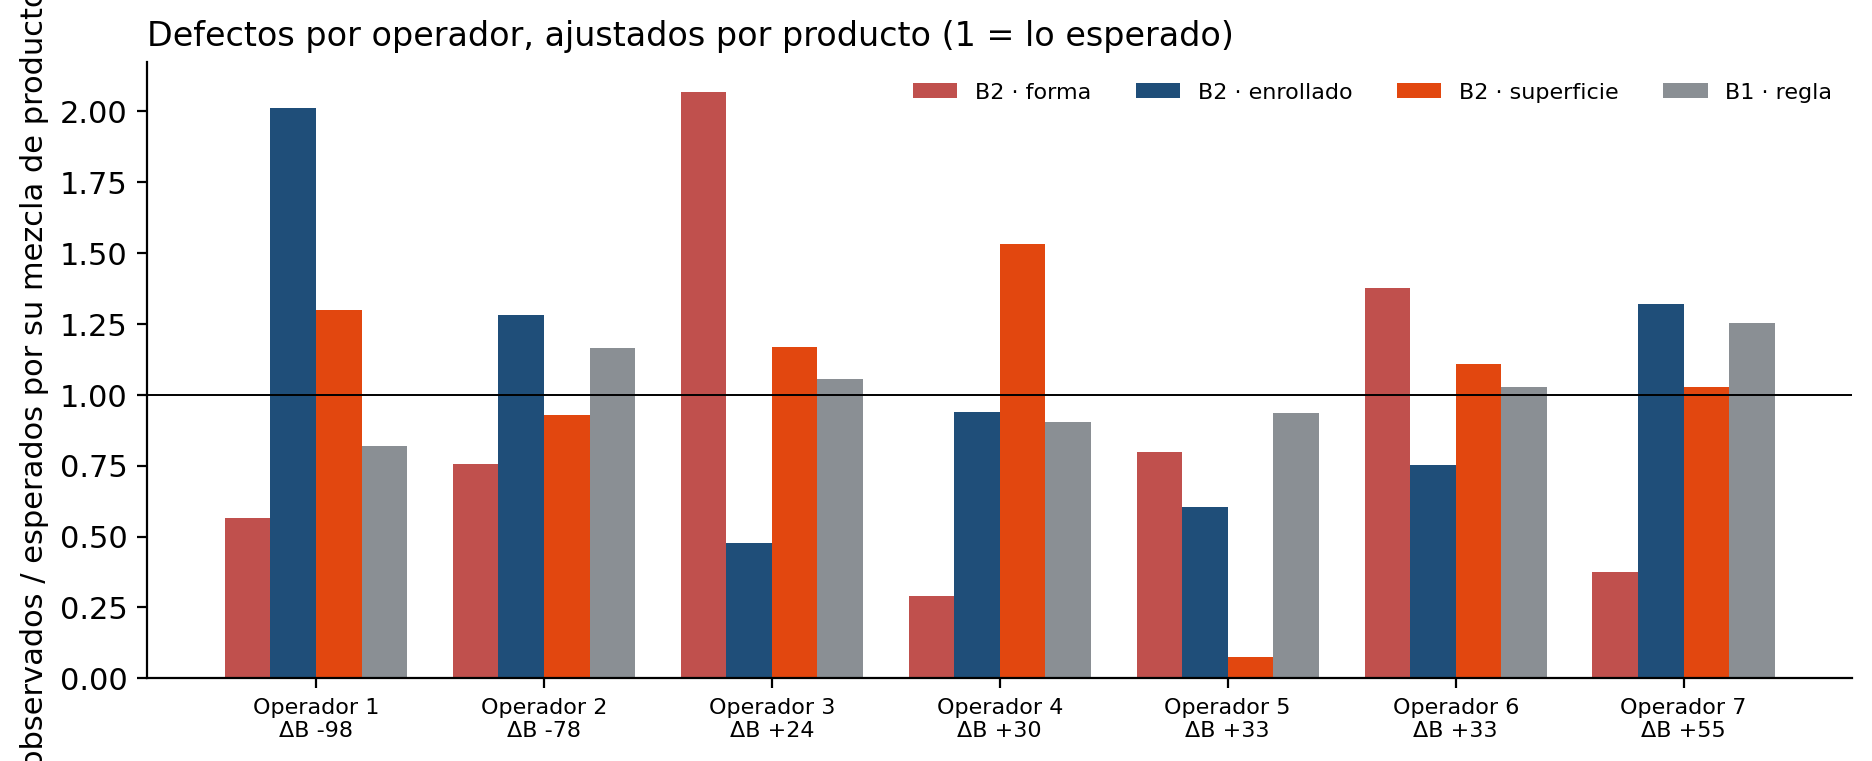 Defectos por operador, ajustados por producto (1 = lo esperado)
observados / esperados por su mezcla de producto
B2 · forma
B2 · enrollado
B2 · superficie
B1 · regla
2.00
1.75
1.50
1.25
1.00
0.75
0.50
0.25
0.00
Operador 1
ΔB -98
Operador 2
ΔB -78
Operador 3
ΔB +24
Operador 4
ΔB +30
Operador 5
ΔB +33
Operador 6
ΔB +33
Operador 7
ΔB +55